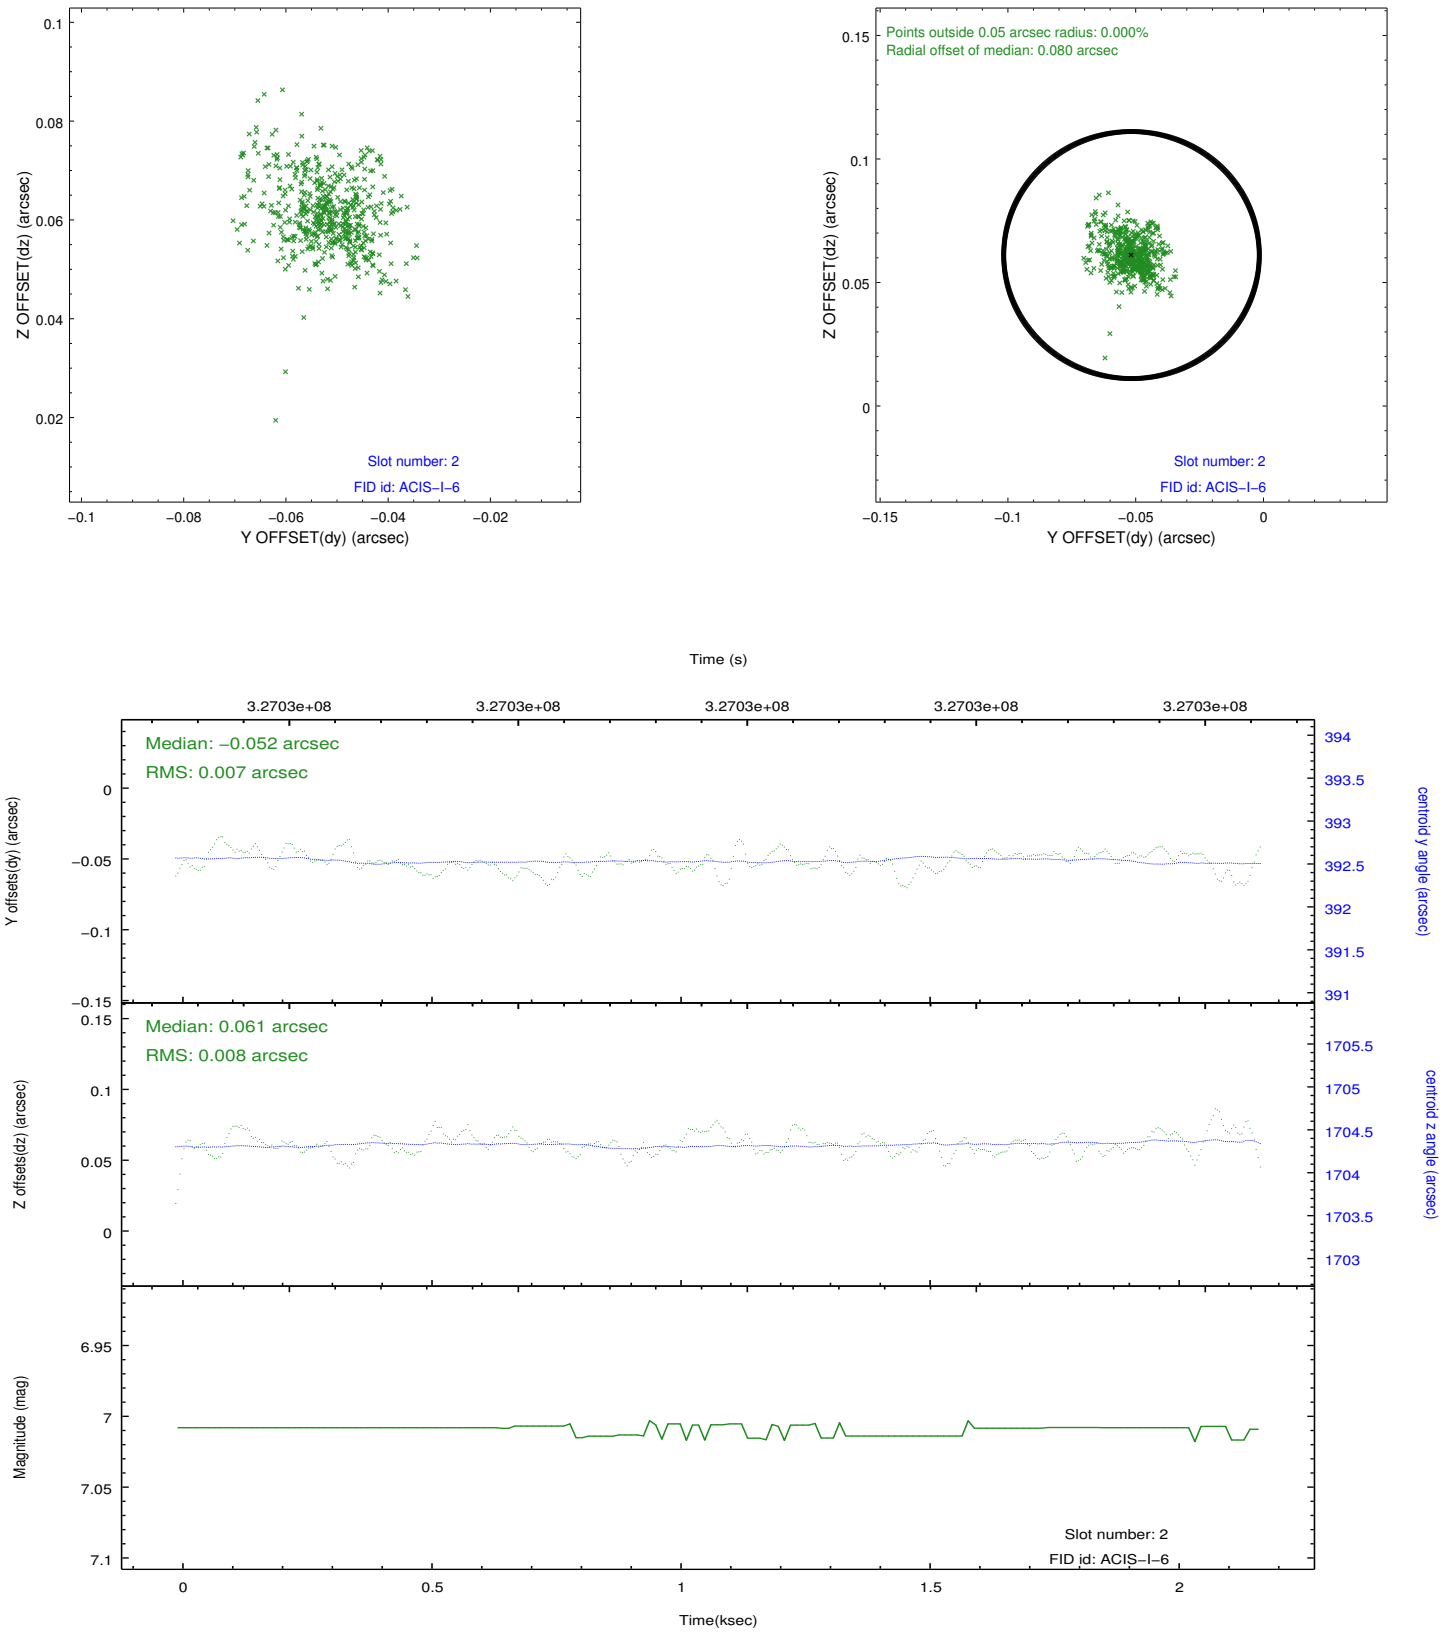 0.1
0.08
0.06
0.04
0.02
Z OFFSET(dz) (arcsec)
Slot number: 2
FID id: ACIS−I−6
−0.1
−0.08
−0.06
−0.04
−0.02
Y OFFSET(dy) (arcsec)
Points outside 0.05 arcsec radius: 0.000%
Radial offset of median: 0.080 arcsec
0.15
0.1
0.05
0
Z OFFSET(dz) (arcsec)
Slot number: 2
FID id: ACIS−I−6
−0.15
−0.1
−0.05
0
Y OFFSET(dy) (arcsec)
Time (s)
3.2703e+08
3.2703e+08
3.2703e+08
3.2703e+08
3.2703e+08
Median: −0.052 arcsec
RMS: 0.007 arcsec
0
−0.05
−0.1
−0.15
Y offsets(dy) (arcsec)
394
393.5
393
392.5
392
391.5
391
centroid y angle (arcsec)
Median: 0.061 arcsec
RMS: 0.008 arcsec
0.15
0.1
0.05
0
Z offsets(dz) (arcsec)
1705.5
1705
1704.5
1704
1703.5
1703
centroid z angle (arcsec)
6.95
7
7.05
7.1
Magnitude (mag)
Slot number: 2
FID id: ACIS−I−6
0
0.5
1
1.5
2
Time(ksec)